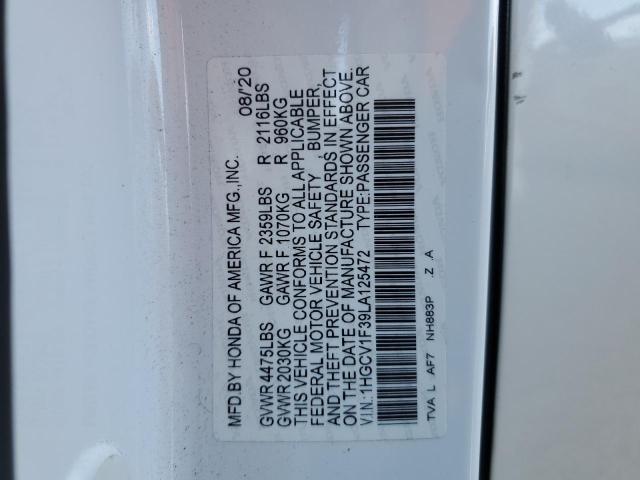 MFD.BY HONDA OF AMERICA MFG.,INC. 08/'20
GVWR 4475LBS GAWR F 2359LBS R 2116LBS
GVWR 2030KG GAWR F 1070KG R 960KG
THIS VEHICLE CONFORMS TO ALL APPLICABLE
FEDERAL MOTOR VEHICLE SAFETY BUMPER,
AND THEFT PREVENTION STANDARDS IN EFFECT
ON THE DATE OF MANUFACTURE SHOWN ABOVE.
V.I.N.:1HGCV1F39LA125472 TYPE:PASSENGER CAR
TVA L AF7 NH883P Z .A